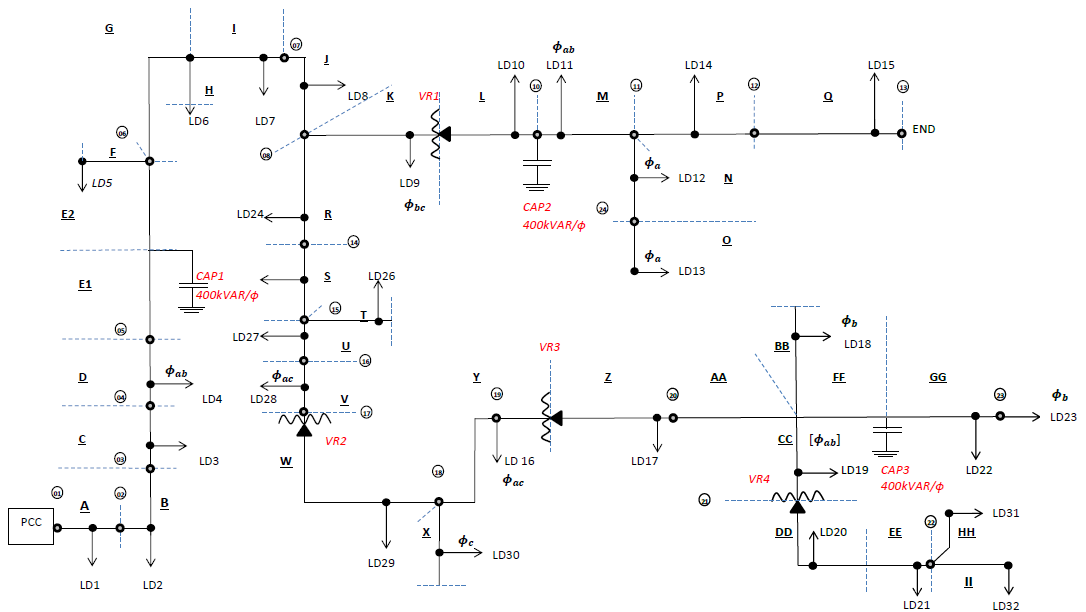 G
I
07
J
H
LD6
LD7
LD8
K
VR1
L
LD10
ϕab
LD11
10
M
11
LD14
P
12
Q
LD15
13
END
06
F
LD5
08
LD9
ϕbc
CAP2
400kVAR/ϕ
ϕa
LD12
N
24
O
ϕa
LD13
E2
E1
CAP1
400kVAR/ϕ
LD24
R
14
S
LD26
15
T
LD27
U
16
ϕac
LD28
V
17
VR2
05
D
ϕab
LD4
04
C
LD3
03
01
A
02
B
PCC
LD1
LD2
W
LD29
18
X
ϕc
LD30
Y
19
LD 16
ϕac
VR3
Z
LD17
20
AA
BB
ϕb
LD18
FF
GG
23
ϕb
LD23
CC
[ϕab]
LD19
CAP3
400kVAR/ϕ
LD22
VR4
21
DD
LD20
EE
22
HH
LD31
LD21
II
LD32